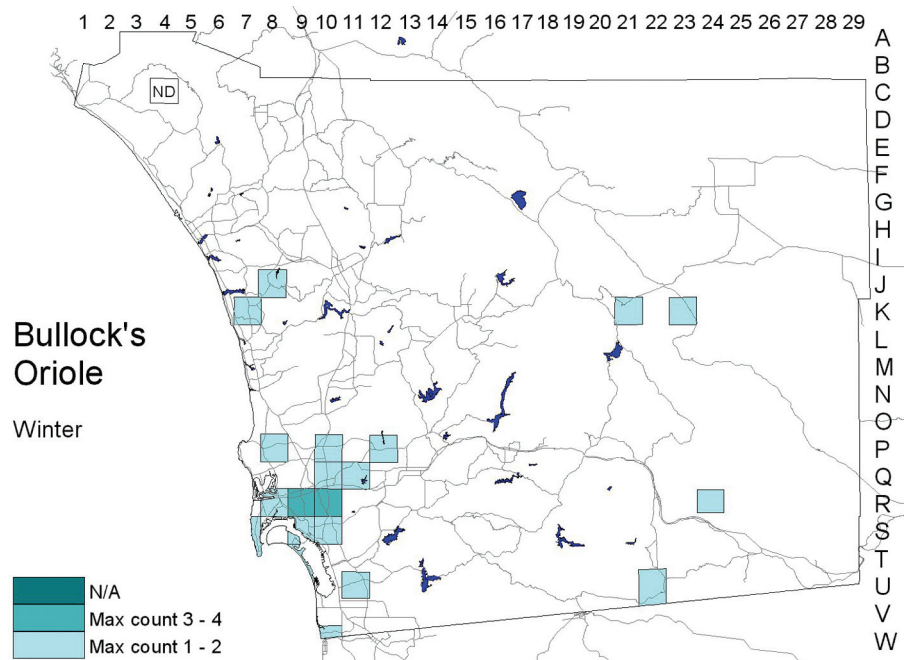 1 2 3 4 5 6 7 8 9 10 11 12 13 14 15 16 17 18 19 20 21 22 23 24 25 26 27 28 29
A
B
C
D
E
F
G
H
I
J
K
L
M
N
O
P
Q
R
S
T
U
V
W
ND
Bullock's
Oriole
Winter
N/A
Max count 3 - 4
Max count 1 - 2